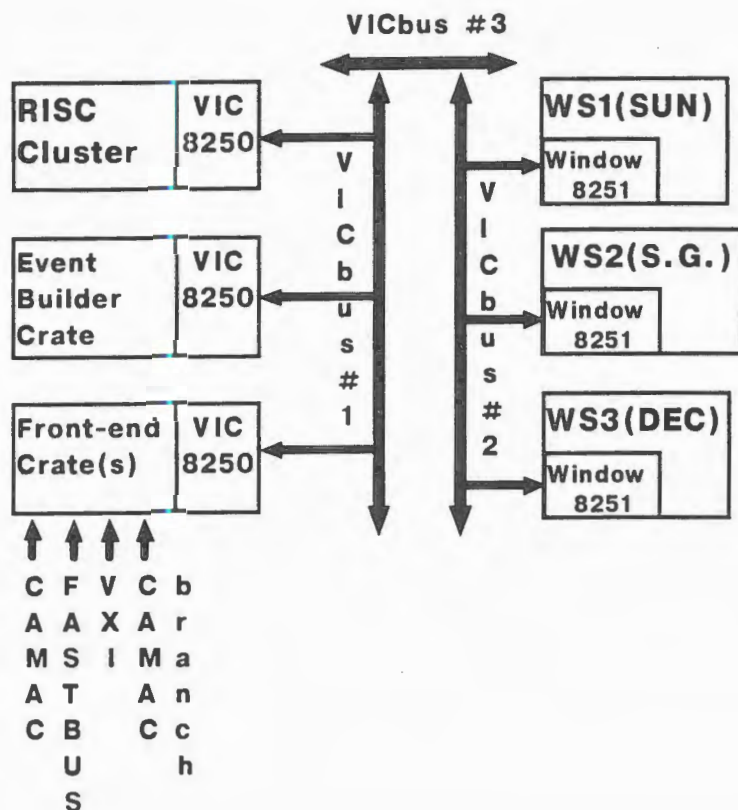 VICbus #3
RISC
Cluster
VIC
8250
Event
Builder
Crate
VIC
8250
Front-end
Crate(s)
VIC
8250
VICbus#1
VICbus#2
WS1(SUN)
Window
8251
WS2(S.G.)
Window
8251
WS3(DEC)
Window
8251
CAMAC
FASTBUS
VXI
CAMAC
branch